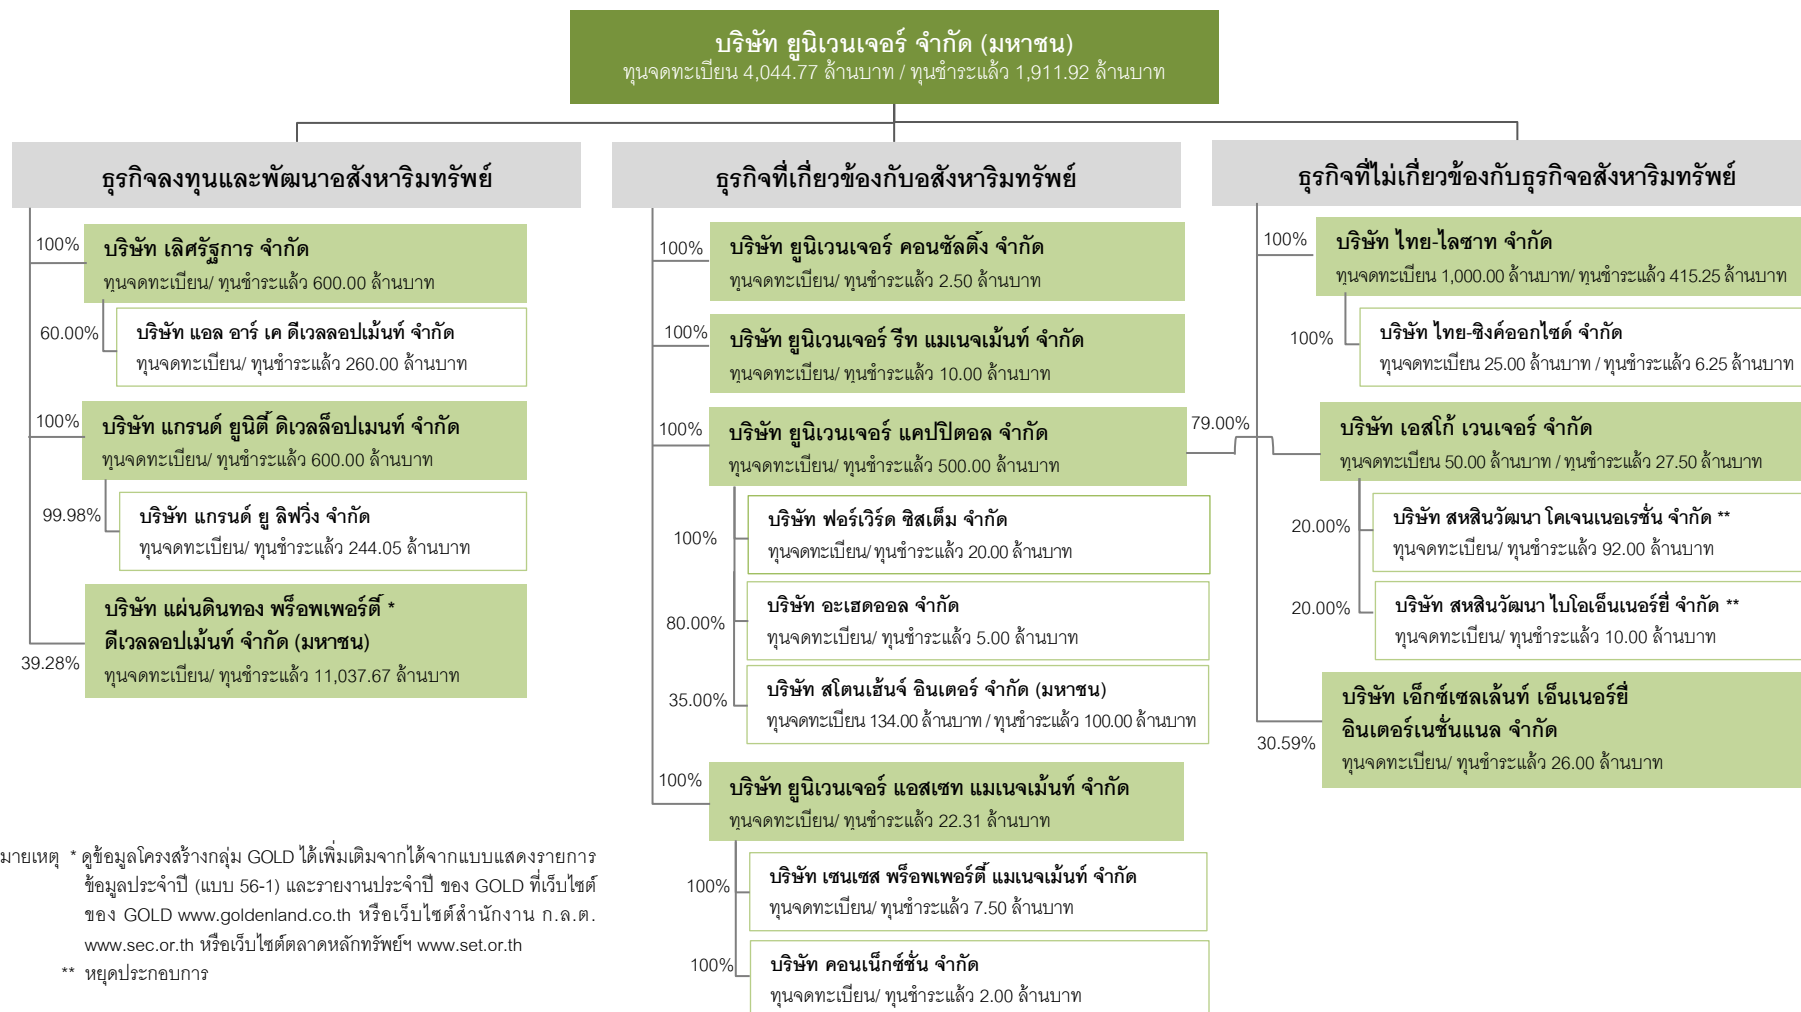 บริษัท ยูนิเวนเจอร์ จำกัด (มหาชน)
ทุนจดทะเบียน 4,044.77 ล้านบาท / ทุนชำระแล้ว 1,911.92 ล้านบาท
ธุรกิจลงทุนและพัฒนาอสังหาริมทรัพย์
100%
บริษัท เลิศรัฐการ จำกัด
ทุนจดทะเบียน/ ทุนชำระแล้ว 600.00 ล้านบาท
60.00%
บริษัท แอล อาร์ เค ดีเวลลอปเม้นท์ จำกัด
ทุนจดทะเบียน/ ทุนชำระแล้ว 260.00 ล้านบาท
100%
บริษัท แกรนด์ ยูนิตี้ ดิเวลล็อปเมนท์ จำกัด
ทุนจดทะเบียน/ ทุนชำระแล้ว 600.00 ล้านบาท
99.98%
บริษัท แกรนด์ ยู ลิฟวิ่ง จำกัด
ทุนจดทะเบียน/ ทุนชำระแล้ว 244.05 ล้านบาท
39.28%
บริษัท แผ่นดินทอง พร็อพเพอร์ตี้ *
ดีเวลลอปเม้นท์ จำกัด (มหาชน)
ทุนจดทะเบียน/ ทุนชำระแล้ว 11,037.67 ล้านบาท
ธุรกิจที่เกี่ยวข้องกับอสังหาริมทรัพย์
100%
บริษัท ยูนิเวนเจอร์ คอนซัลติ้ง จำกัด
ทุนจดทะเบียน/ ทุนชำระแล้ว 2.50 ล้านบาท
100%
บริษัท ยูนิเวนเจอร์ รีท แมเนจเม้นท์ จำกัด
ทุนจดทะเบียน/ ทุนชำระแล้ว 10.00 ล้านบาท
100%
บริษัท ยูนิเวนเจอร์ แคปปิตอล จำกัด
ทุนจดทะเบียน/ ทุนชำระแล้ว 500.00 ล้านบาท
100%
บริษัท ฟอร์เวิร์ด ซิสเต็ม จำกัด
ทุนจดทะเบียน/ ทุนชำระแล้ว 20.00 ล้านบาท
80.00%
บริษัท อะเฮดออล จำกัด
ทุนจดทะเบียน/ ทุนชำระแล้ว 5.00 ล้านบาท
35.00%
บริษัท สโตนเฮ้นจ์ อินเตอร์ จำกัด (มหาชน)
ทุนจดทะเบียน 134.00 ล้านบาท / ทุนชำระแล้ว 100.00 ล้านบาท
100%
บริษัท ยูนิเวนเจอร์ แอสเซท แมเนจเม้นท์ จำกัด
ทุนจดทะเบียน/ ทุนชำระแล้ว 22.31 ล้านบาท
100%
บริษัท เซนเซส พร็อพเพอร์ตี้ แมเนจเม้นท์ จำกัด
ทุนจดทะเบียน/ ทุนชำระแล้ว 7.50 ล้านบาท
100%
บริษัท คอนเน็กซ์ชั่น จำกัด
ทุนจดทะเบียน/ ทุนชำระแล้ว 2.00 ล้านบาท
ธุรกิจที่ไม่เกี่ยวข้องกับธุรกิจอสังหาริมทรัพย์
100%
บริษัท ไทย-ไลซาท จำกัด
ทุนจดทะเบียน 1,000.00 ล้านบาท/ ทุนชำระแล้ว 415.25 ล้านบาท
100%
บริษัท ไทย-ซิงค์ออกไซด์ จำกัด
ทุนจดทะเบียน 25.00 ล้านบาท / ทุนชำระแล้ว 6.25 ล้านบาท
79.00%
บริษัท เอสโก้ เวนเจอร์ จำกัด
ทุนจดทะเบียน 50.00 ล้านบาท / ทุนชำระแล้ว 27.50 ล้านบาท
20.00%
บริษัท สหสินวัฒนา โคเจนเนอเรชั่น จำกัด **
ทุนจดทะเบียน/ ทุนชำระแล้ว 92.00 ล้านบาท
20.00%
บริษัท สหสินวัฒนา ไบโอเอ็นเนอร์ยี่ จำกัด **
ทุนจดทะเบียน/ ทุนชำระแล้ว 10.00 ล้านบาท
30.59%
บริษัท เอ็กซ์เซลเล้นท์ เอ็นเนอร์ยี่
อินเตอร์เนชั่นแนล จำกัด
ทุนจดทะเบียน/ ทุนชำระแล้ว 26.00 ล้านบาท
มายเหตุ * ดูข้อมูลโครงสร้างกลุ่ม GOLD ได้เพิ่มเติมจากได้จากแบบแสดงรายการ
ข้อมูลประจำปี (แบบ 56-1) และรายงานประจำปี ของ GOLD ที่เว็บไซต์
ของ GOLD www.goldenland.co.th หรือเว็บไซต์สำนักงาน ก.ล.ต.
www.sec.or.th หรือเว็บไซต์ตลาดหลักทรัพย์ฯ www.set.or.th
** หยุดประกอบการ